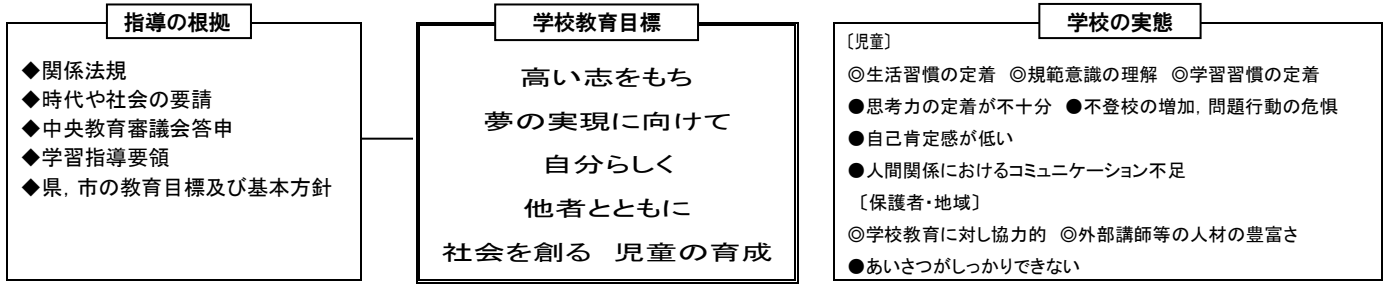 指導の根拠
◆関係法規
◆時代や社会の要請
◆中央教育審議会答申
◆学習指導要領
◆県，市の教育目標及び基本方針
学校教育目標
高い志をもち
夢の実現に向けて
自分らしく
他者とともに
社会を創る　児童の育成
学校の実態
〔児童〕
◎生活習慣の定着　◎規範意識の理解　◎学習習慣の定着
●思考力の定着が不十分　●不登校の増加，問題行動の危惧
●自己肯定感が低い
●人間関係におけるコミュニケーション不足
〔保護者・地域〕
◎学校教育に対し協力的　◎外部講師等の人材の豊富さ
●あいさつがしっかりできない